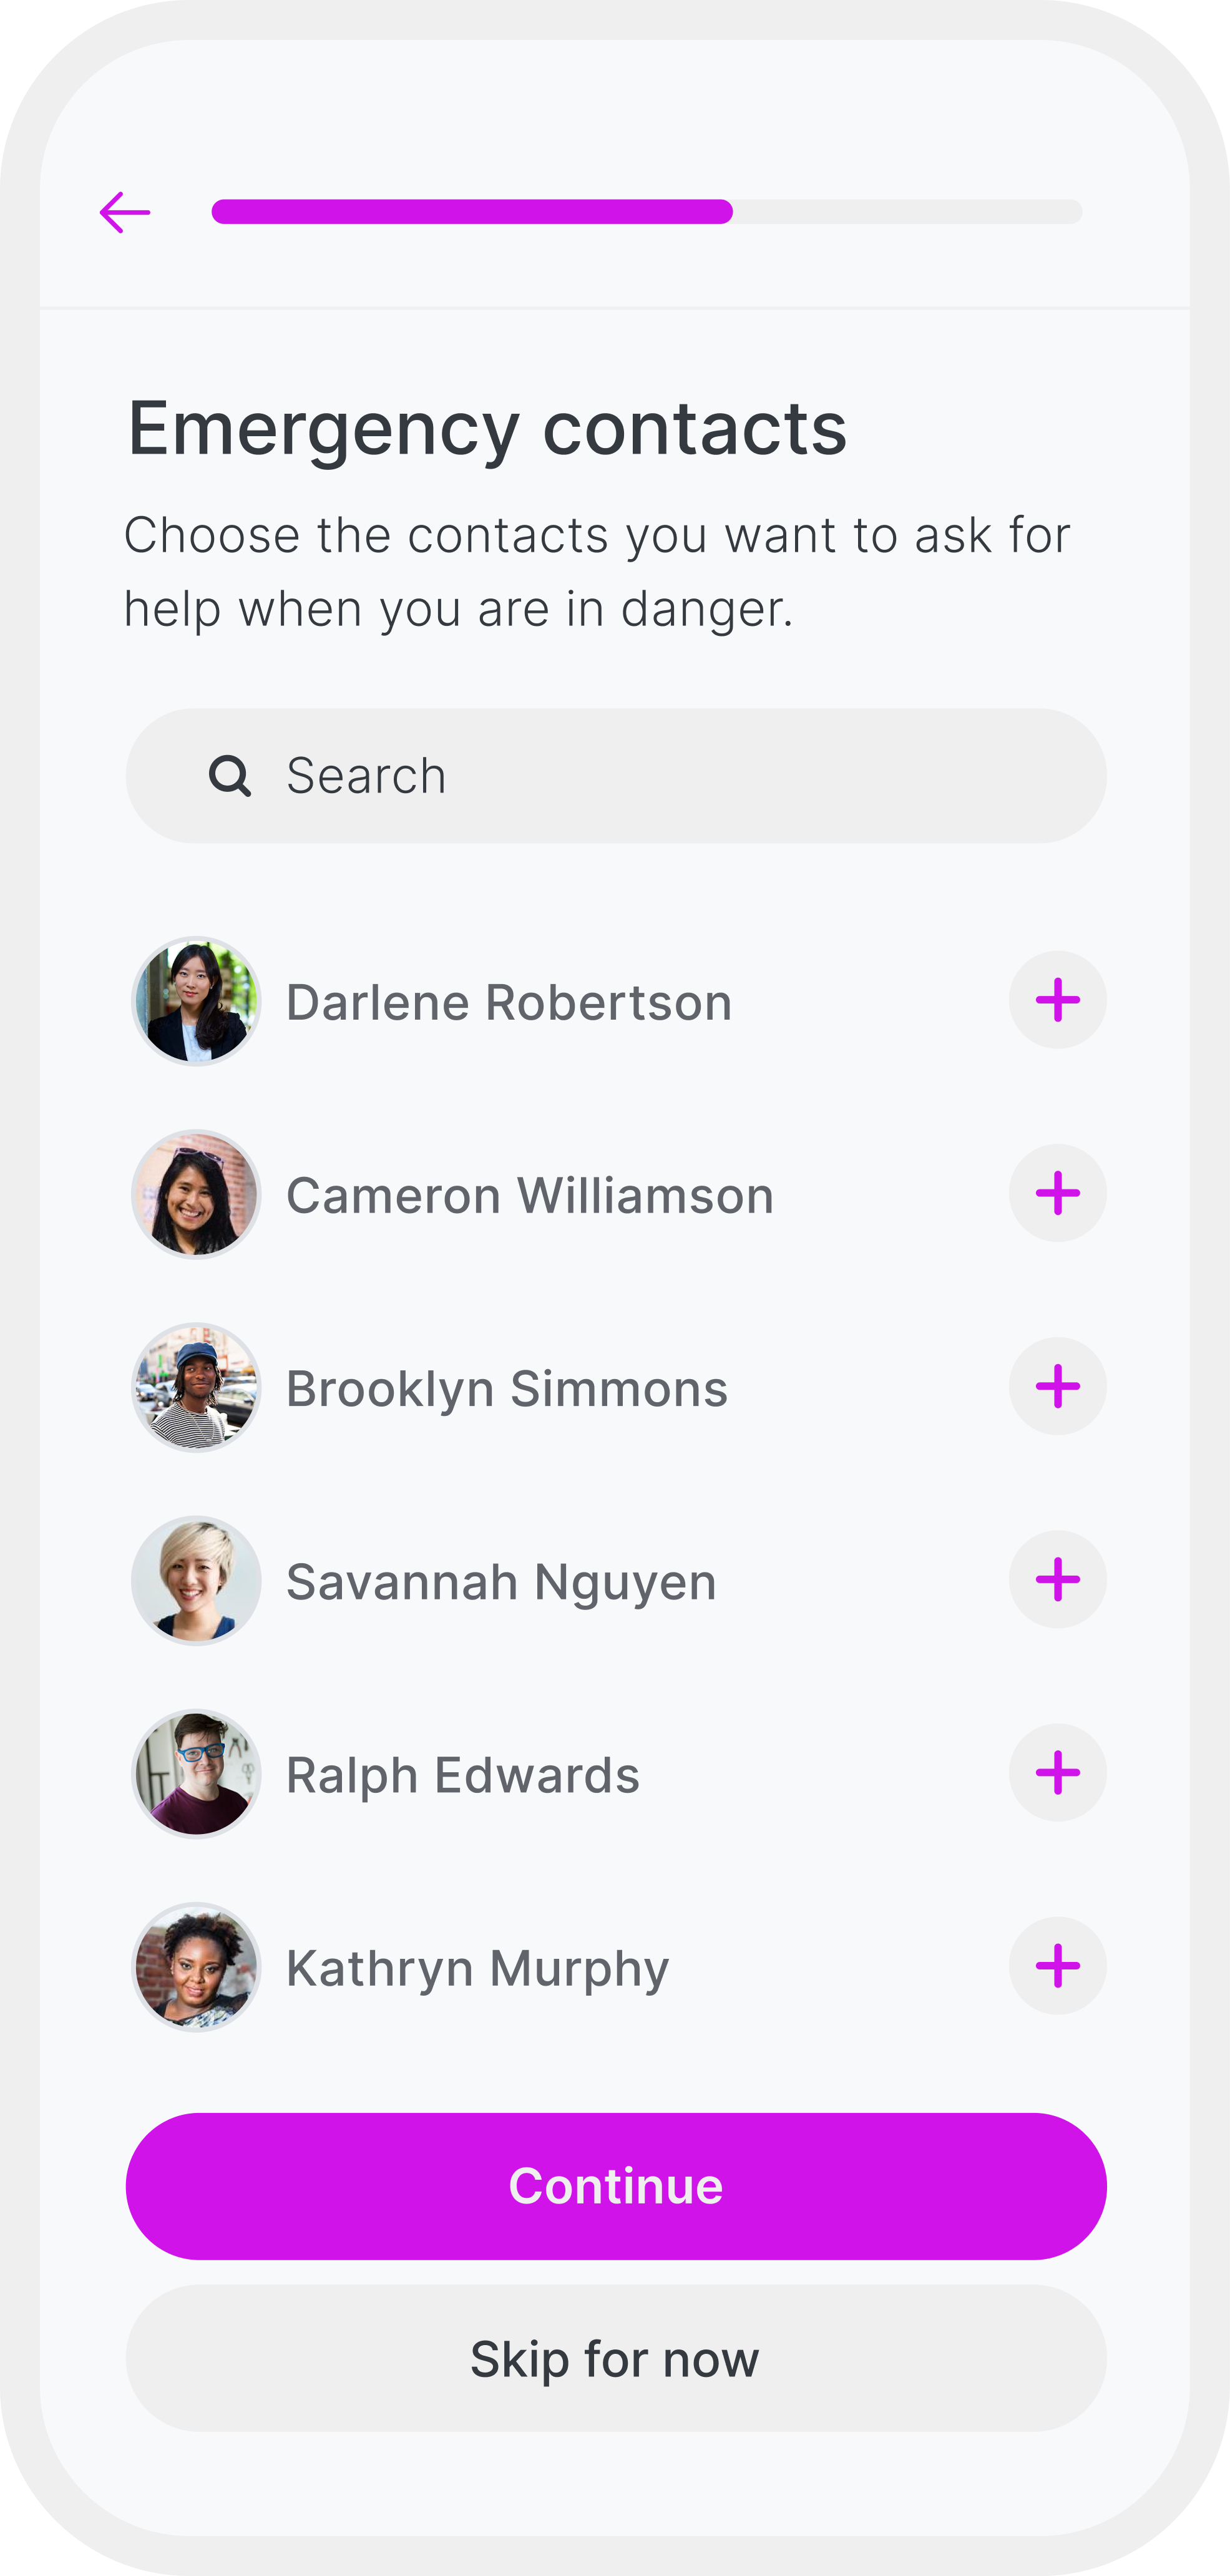 Emergency contacts
Choose the contacts you want to ask for
help when you are in danger.
Search
Darlene Robertson
Cameron Williamson
Brooklyn Simmons
Savannah Nguyen
Ralph Edwards
Kathryn Murphy
Continue
Skip for now